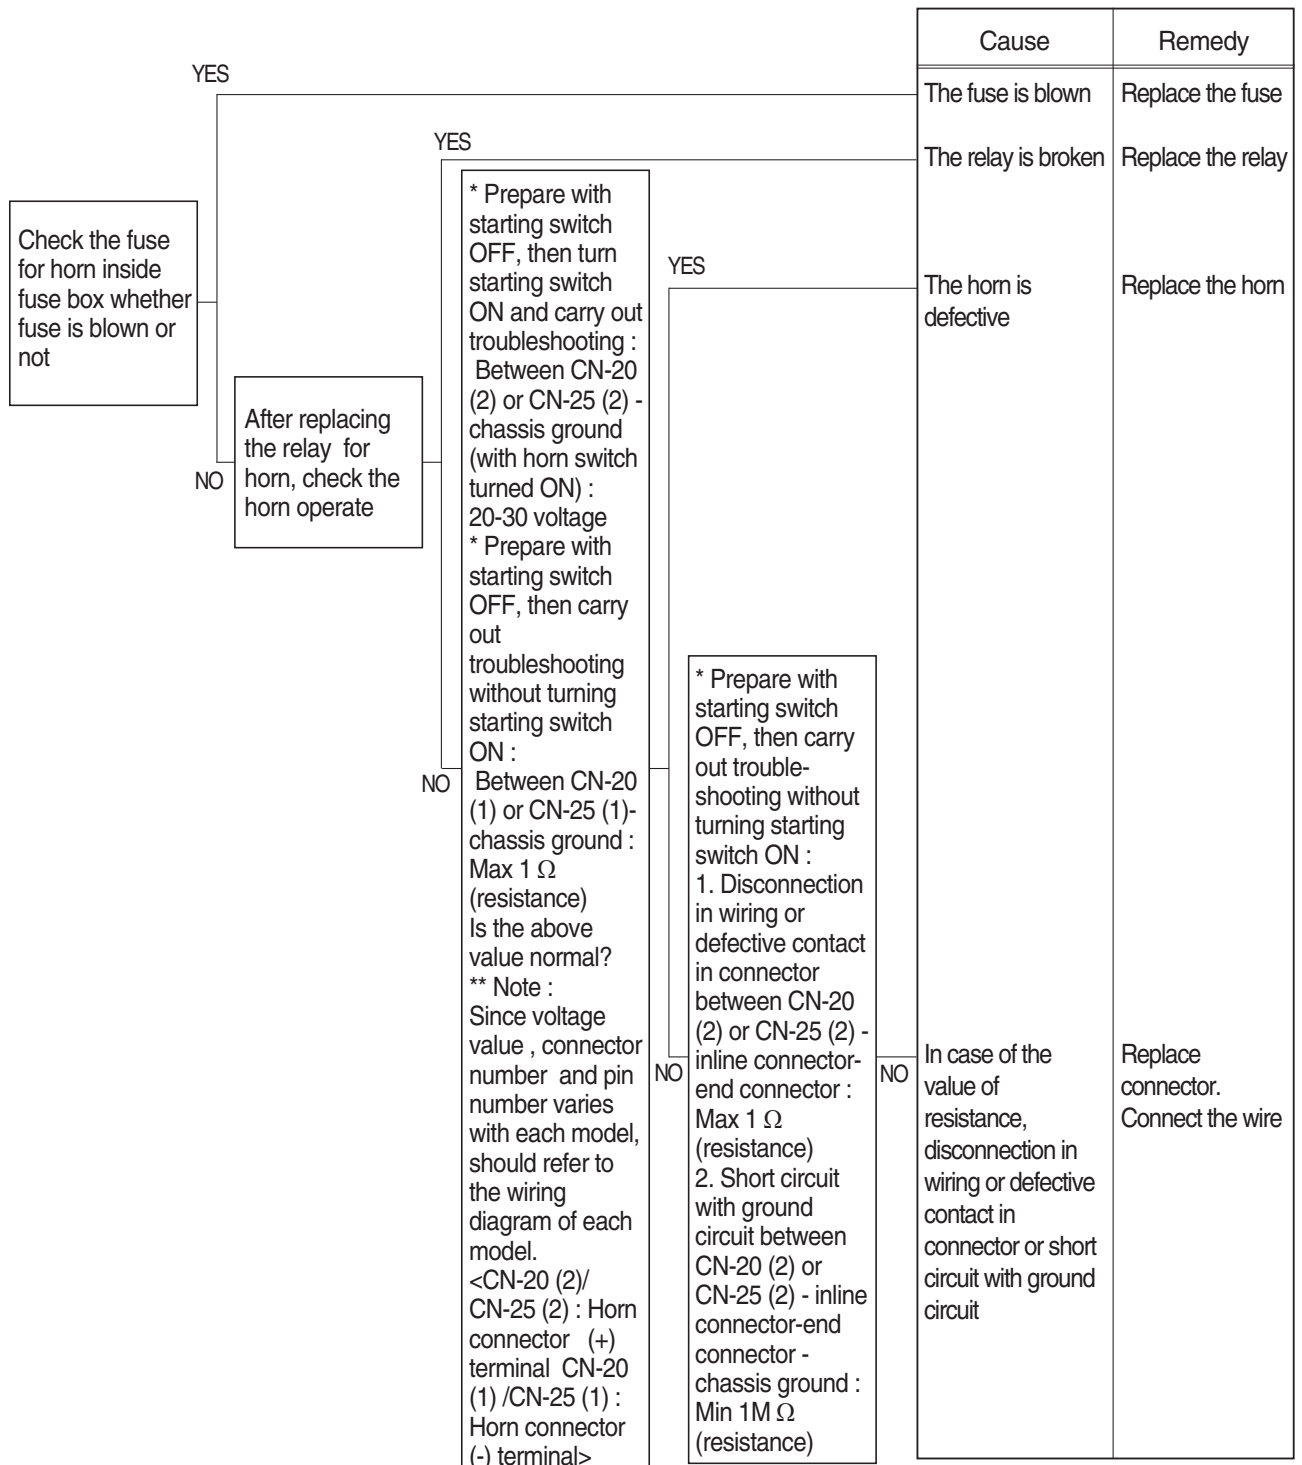 Cause
Remedy
YES
The fuse is blown
Replace the fuse
YES
The relay is broken
Replace the relay
Check the fuse
for horn inside
fuse box whether
fuse is blown or
not
NO
After replacing
the relay for
horn, check the
horn operate
* Prepare with
starting switch
OFF, then turn
starting switch
ON and carry out
troubleshooting :
Between CN-20
(2) or CN-25 (2) -
chassis ground
(with horn switch
turned ON) :
20-30 voltage
* Prepare with
starting switch
OFF, then carry
out
troubleshooting
without turning
starting switch
ON :
Between CN-20
(1) or CN-25 (1)-
chassis ground :
Max 1 Ω
(resistance)
Is the above
value normal?
** Note :
Since voltage
value , connector
number and pin
number varies
with each model,
should refer to
the wiring
diagram of each
model.
<CN-20 (2)/
CN-25 (2) : Horn
connector (+)
terminal CN-20
(1) /CN-25 (1) :
Horn connector
(-) terminal>
NO
YES
The horn is
defective
Replace the horn
NO
* Prepare with
starting switch
OFF, then carry
out trouble-
shooting without
turning starting
switch ON :
1. Disconnection
in wiring or
defective contact
in connector
between CN-20
(2) or CN-25 (2) -
inline connector-
end connector :
Max 1 Ω
(resistance)
2. Short circuit
with ground
circuit between
CN-20 (2) or
CN-25 (2) - inline
connector-end
connector -
chassis ground :
Min 1M Ω
(resistance)
NO
In case of the
value of
resistance,
disconnection in
wiring or defective
contact in
connector or short
circuit with ground
circuit
Replace
connector.
Connect the wire